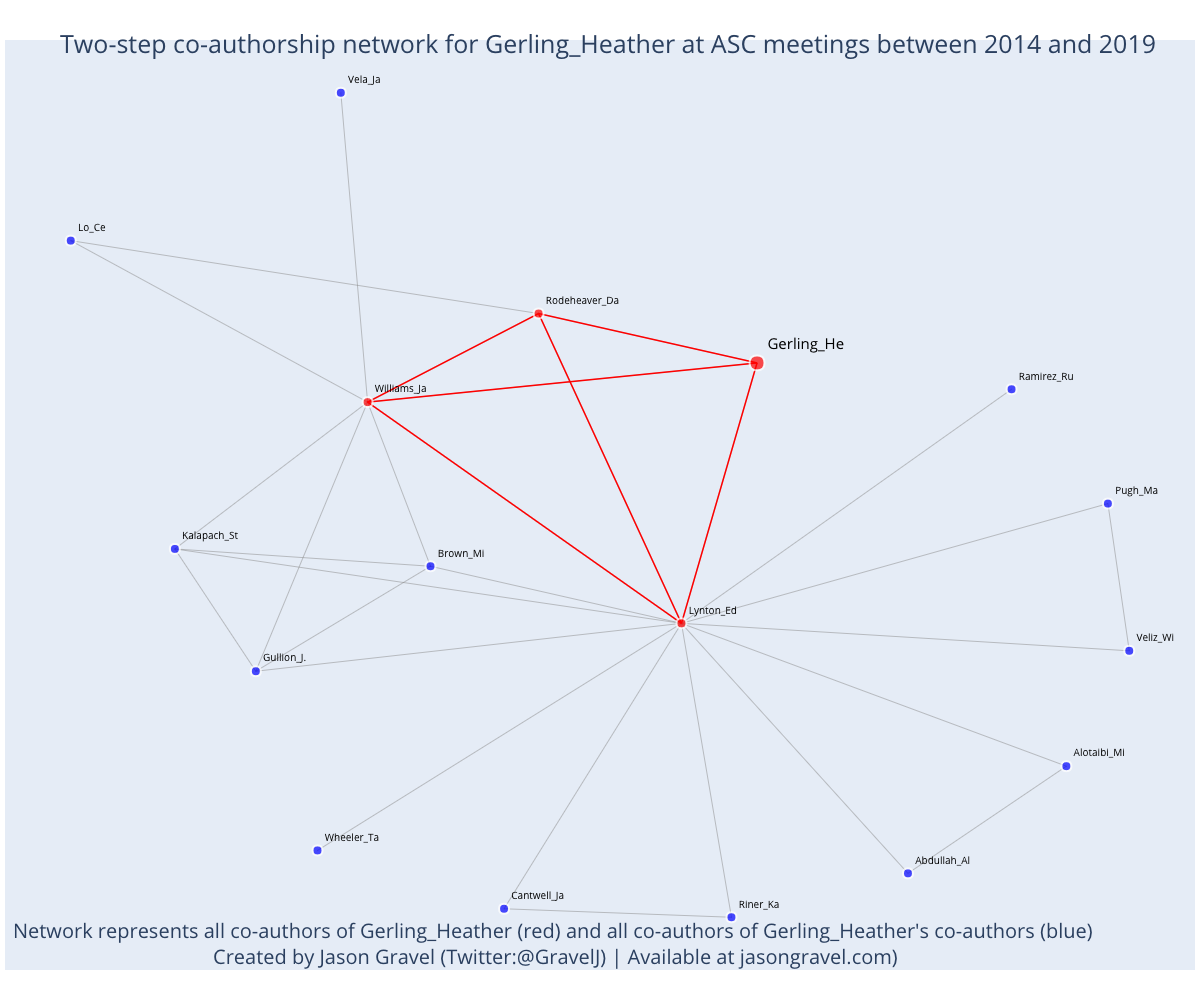 Two-step co-authorship network for Gerling_Heather at ASC meetings between 2014 and 2019
Vela_Ja
Lo_Ce
Rodeheaver_Da
Gerling_He
Ramirez_Ru
Williams_Ja
Pugh_Ma
Kalapach_St
Brown_Mi
Lynton_Ed
Veliz_Wi
Gullion_J.
Alotaibi_Mi
Wheeler_Ta
Abdullah_Al
Cantwell_Ja
Riner_Ka
Network represents all co-authors of Gerling_Heather (red) and all co-authors of Gerling_Heather's co-authors (blue)
Created by Jason Gravel (Twitter:@GravelJ) | Available at jasongravel.com)